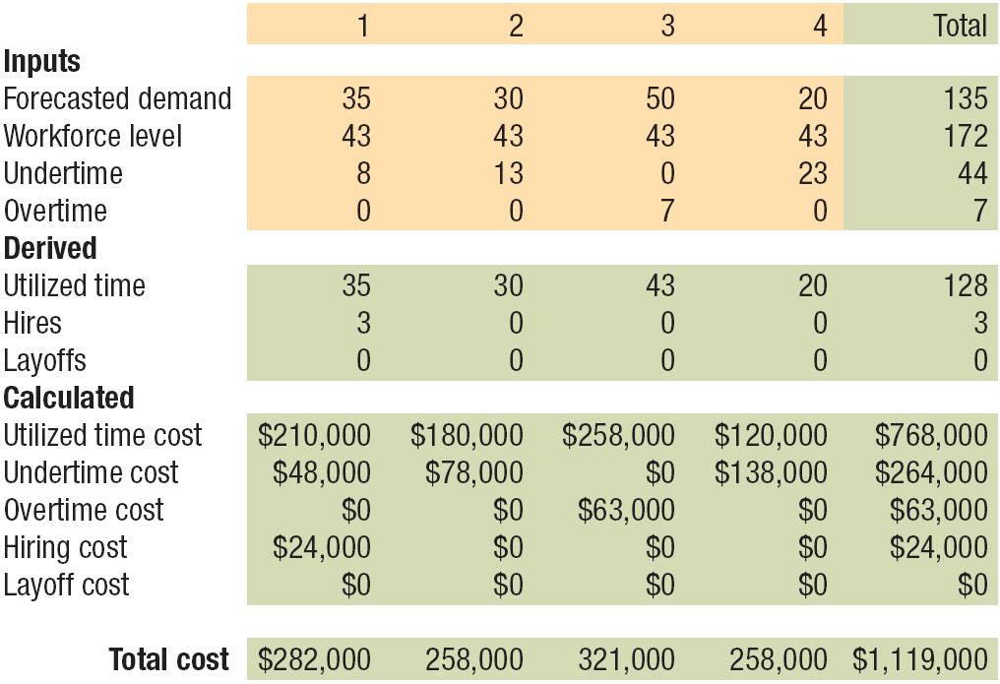 1 2 3 4 Total
Inputs
Forecasted demand 35 30 50 20 135
Workforce level 43 43 43 43 172
Undertime 8 13 0 23 44
Overtime 0 0 7 0 7
Derived
Utilized time 35 30 43 20 128
Hires 3 0 0 0 3
Layoffs 0 0 0 0 0
Calculated
Utilized time cost $210,000 $180,000 $258,000 $120,000 $768,000
Undertime cost $48,000 $78,000 $0 $138,000 $264,000
Overtime cost $0 $0 $63,000 $0 $63,000
Hiring cost $24,000 $0 $0 $0 $24,000
Layoff cost $0 $0 $0 $0 $0
Total cost $282,000 258,000 321,000 258,000 $1,119,000